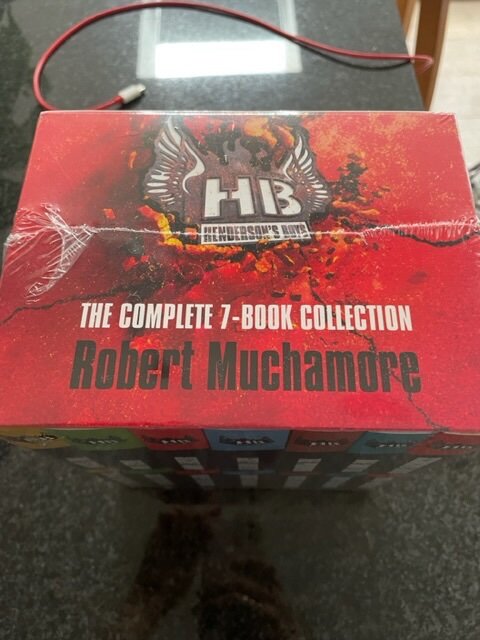 HB
HENDERSON'S BOYS
THE COMPLETE 7-BOOK COLLECTION
Robert Muchamore